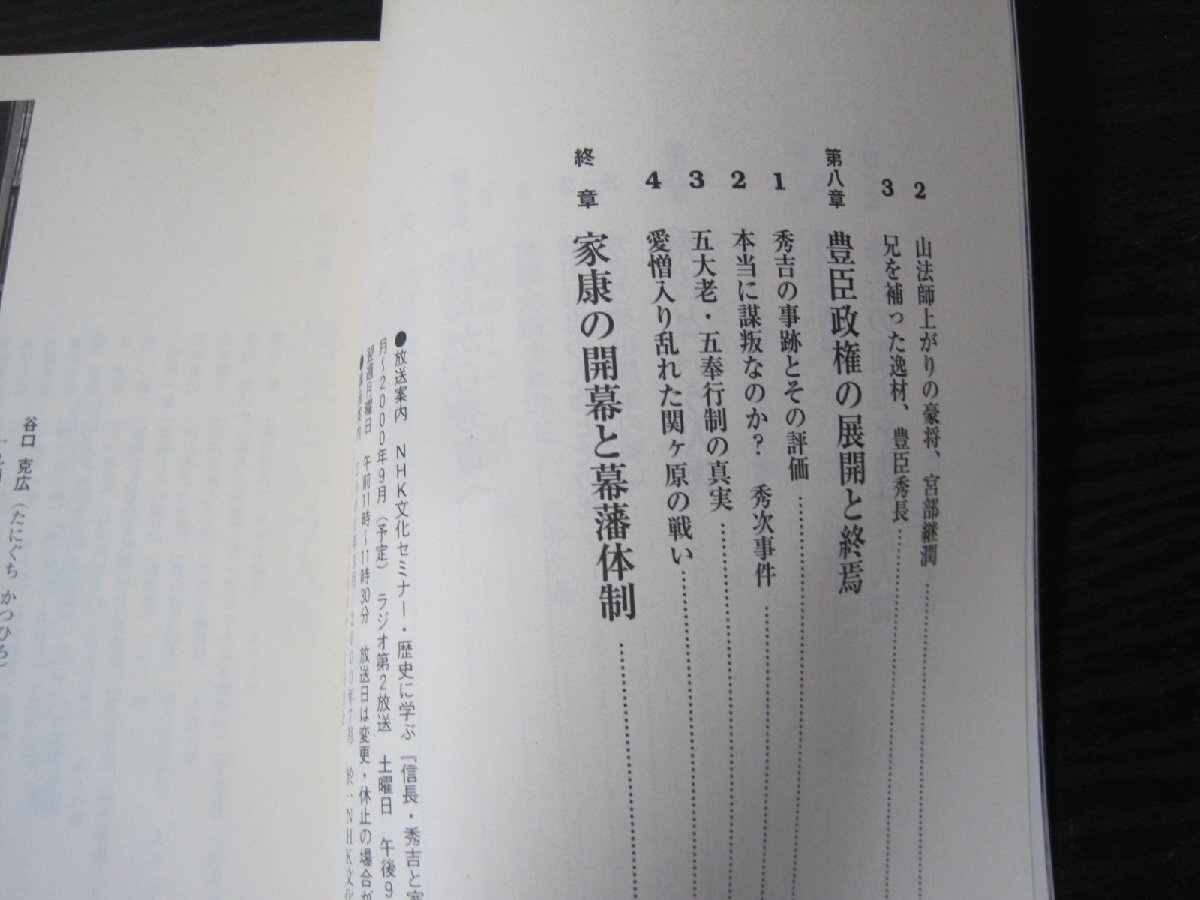 2 山法師上がりの豪将、宮部継潤
3 兄を補った逸材、豊臣秀長
第八章 豊臣政権の展開と終焉
1 秀吉の事跡とその評価
2 本当に謀叛なのか? 秀次事件
3 五大老・五奉行制の真実
4 愛憎入り乱れた関ヶ原の戦い
終章 家康の開幕と幕藩体制
●放送案内 NHK文化セミナー・歴史に学ぶ『信長・秀吉と家
月~2000年9月(予定) ラジオ第2放送 土曜日 午後9
翌週月曜日 午前11時~11時30分 放送日は変更・休止の場合が
谷口 克広(たにぐち かつひろ)